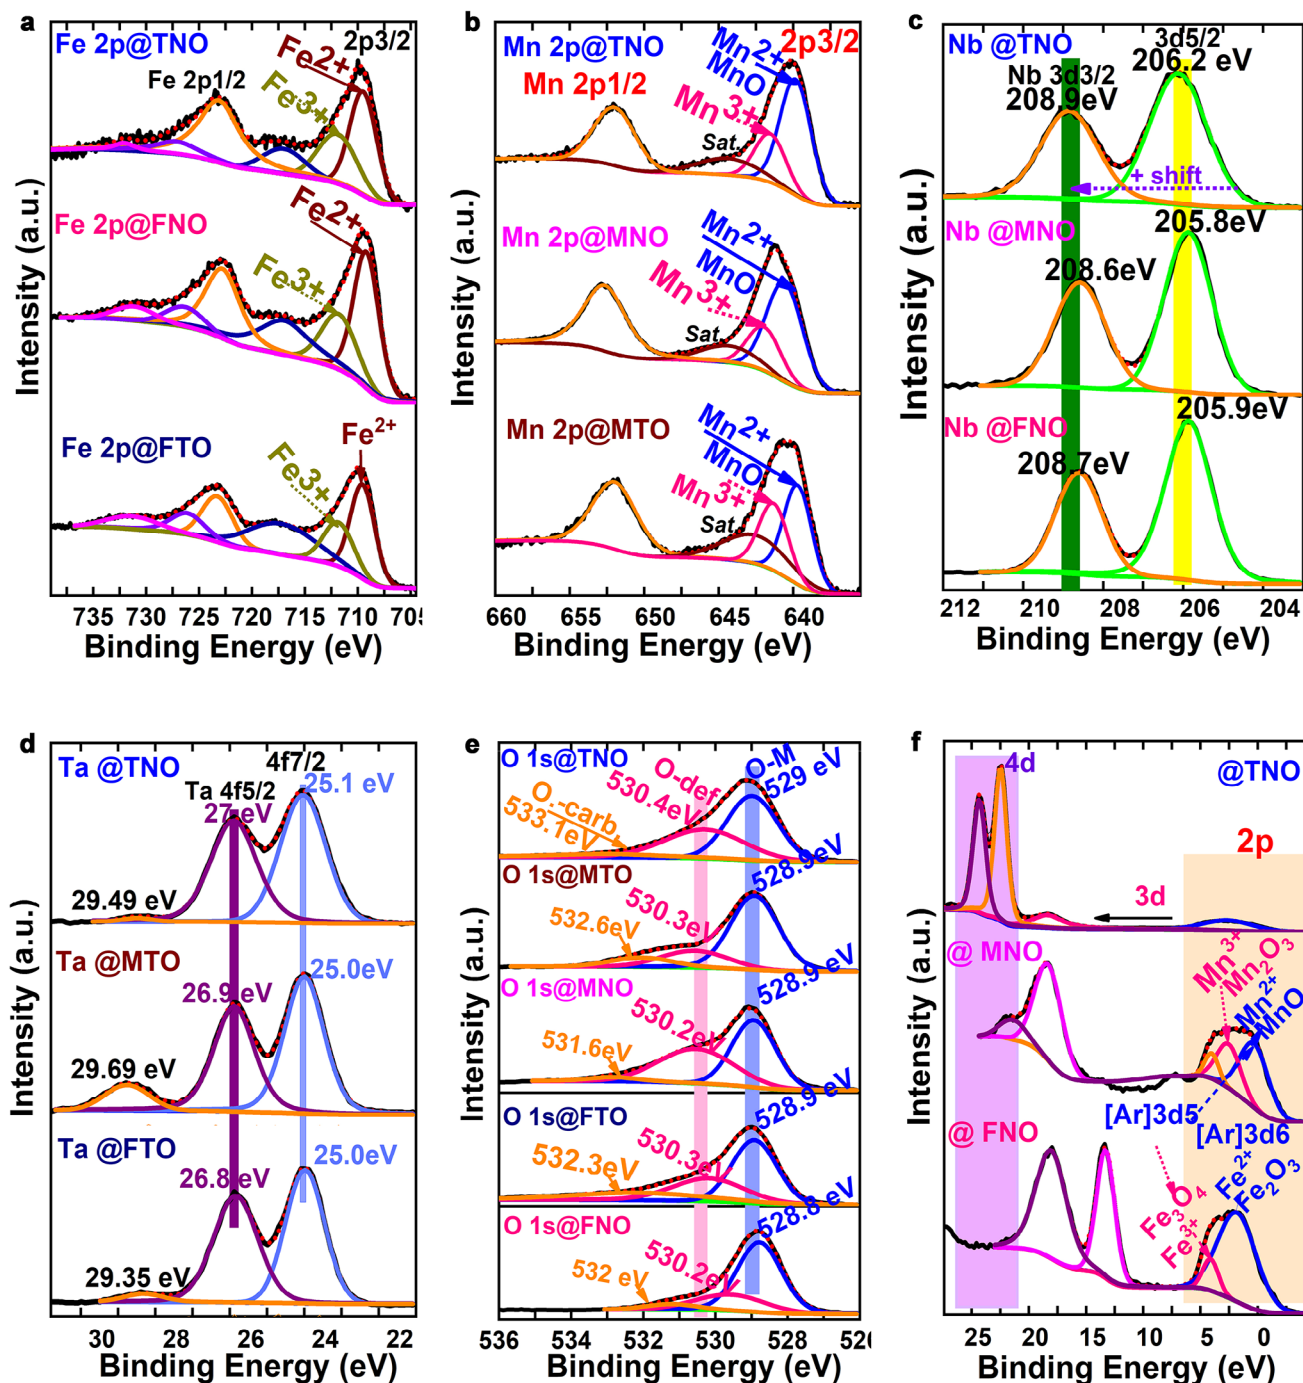 a
Fe 2p@TNO
2p3/2
Fe2+
Fe 2p1/2
Fe3+
Fe2+
Fe 2p@FNO
Fe3+
Fe2+
Fe 2p@FTO
Fe3+
Intensity (a.u.)
735 730 725 720 715 710 705
Binding Energy (eV)
b
Mn 2p@TNO
Mn2+
2p3/2
MnO
Mn 2p1/2
Mn3+
Sat.
Mn 2p@MNO
Mn2+
MnO
Mn3+
Sat.
Mn 2p@MTO
Mn2+
MnO
Mn3+
Sat.
Intensity (a.u.)
660 655 650 645 640
Binding Energy (eV)
c
Nb @TNO
3d5/2
206.2 eV
Nb 3d3/2
208.9eV
+ shift
Nb @MNO
205.8eV
208.6eV
205.9eV
Nb @FNO
208.7eV
Intensity (a.u.)
212 210 208 206 204
Binding Energy (eV)
d
Ta @TNO
4f7/2
25.1 eV
Ta 4f5/2
27 eV
29.49 eV
Ta @MTO
25.0eV
26.9 eV
29.69 eV
Ta @FTO
25.0eV
26.8 eV
29.35 eV
Intensity (a.u.)
30 28 26 24 22
Binding Energy (eV)
e
O 1s@TNO
O-def
O-M
530.4eV
529 eV
O.-carb
533.1eV
O 1s@MTO
528.9eV
530.3eV
532.6eV
O 1s@MNO
528.9 eV
530.2eV
531.6eV
O 1s@FTO
528.9 eV
530.3eV
532.3eV
O 1s@FNO
528.8 eV
530.2eV
532 eV
Intensity (a.u.)
536 534 532 530 528 526
Binding Energy (eV)
f
4d
@TNO
2p
3d
@ MNO
Mn3+
Mn2O3
Mn2+
MnO
[Ar]3d5
[Ar]3d6
@ FNO
Fe3O4
Fe3+
Fe2+
Fe2O3
Intensity (a.u.)
25 20 15 10 5 0
Binding Energy (eV)